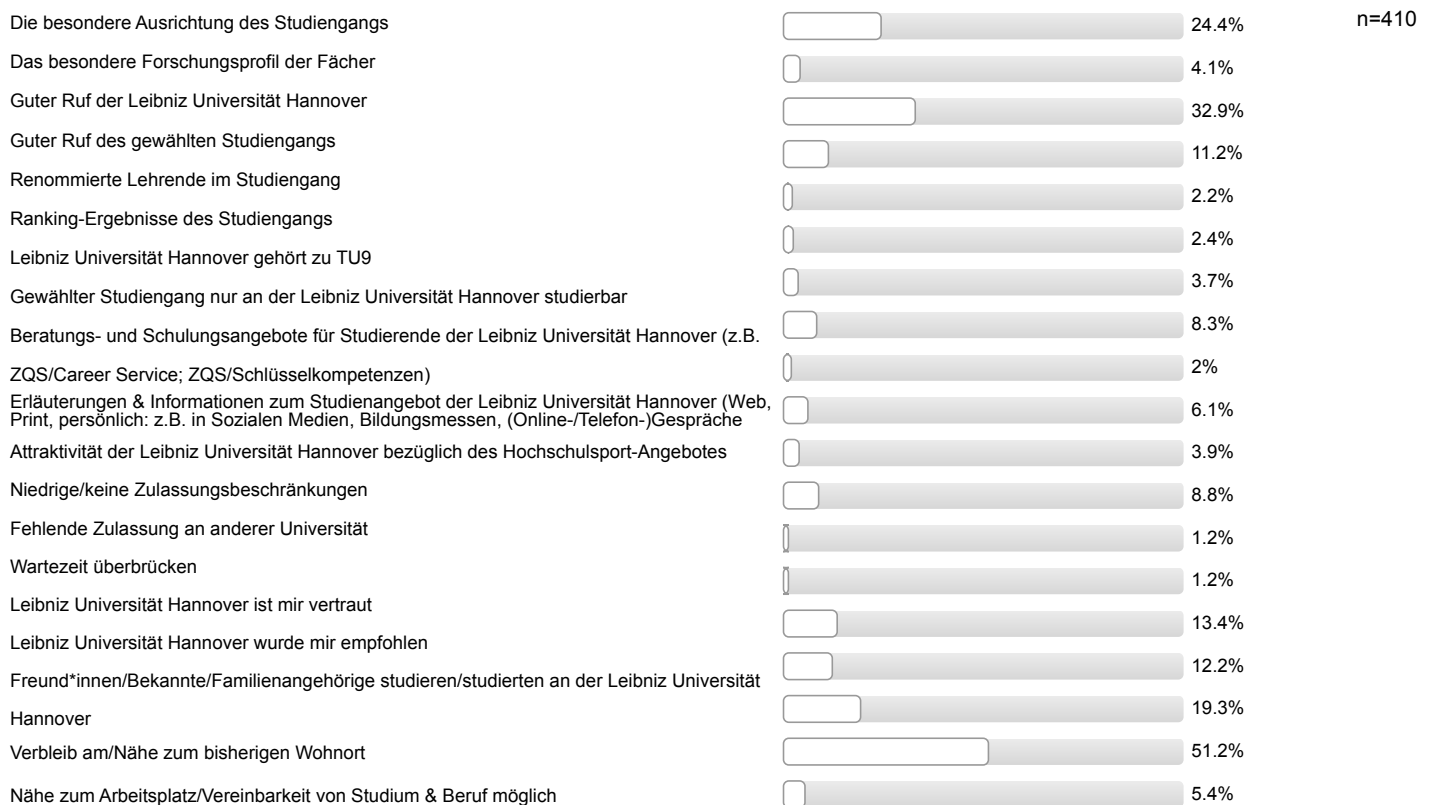 Die besondere Ausrichtung des Studiengangs 24.4% n=410
Das besondere Forschungsprofil der Fächer 4.1%
Guter Ruf der Leibniz Universität Hannover 32.9%
Guter Ruf des gewählten Studiengangs 11.2%
Renommierte Lehrende im Studiengang 2.2%
Ranking-Ergebnisse des Studiengangs 2.4%
Leibniz Universität Hannover gehört zu TU9 3.7%
Gewählter Studiengang nur an der Leibniz Universität Hannover studierbar 8.3%
Beratungs- und Schulungsangebote für Studierende der Leibniz Universität Hannover (z.B.
ZQS/Career Service; ZQS/Schlüsselkompetenzen) 2%
Erläuterungen & Informationen zum Studienangebot der Leibniz Universität Hannover (Web,
Print, persönlich: z.B. in Sozialen Medien, Bildungsmessen, (Online-/Telefon-)Gespräche 6.1%
Attraktivität der Leibniz Universität Hannover bezüglich des Hochschulsport-Angebotes 3.9%
Niedrige/keine Zulassungsbeschränkungen 8.8%
Fehlende Zulassung an anderer Universität 1.2%
Wartezeit überbrücken 1.2%
Leibniz Universität Hannover ist mir vertraut 13.4%
Leibniz Universität Hannover wurde mir empfohlen 12.2%
Freund*innen/Bekannte/Familienangehörige studieren/studierten an der Leibniz Universität
Hannover 19.3%
Verbleib am/Nähe zum bisherigen Wohnort 51.2%
Nähe zum Arbeitsplatz/Vereinbarkeit von Studium & Beruf möglich 5.4%